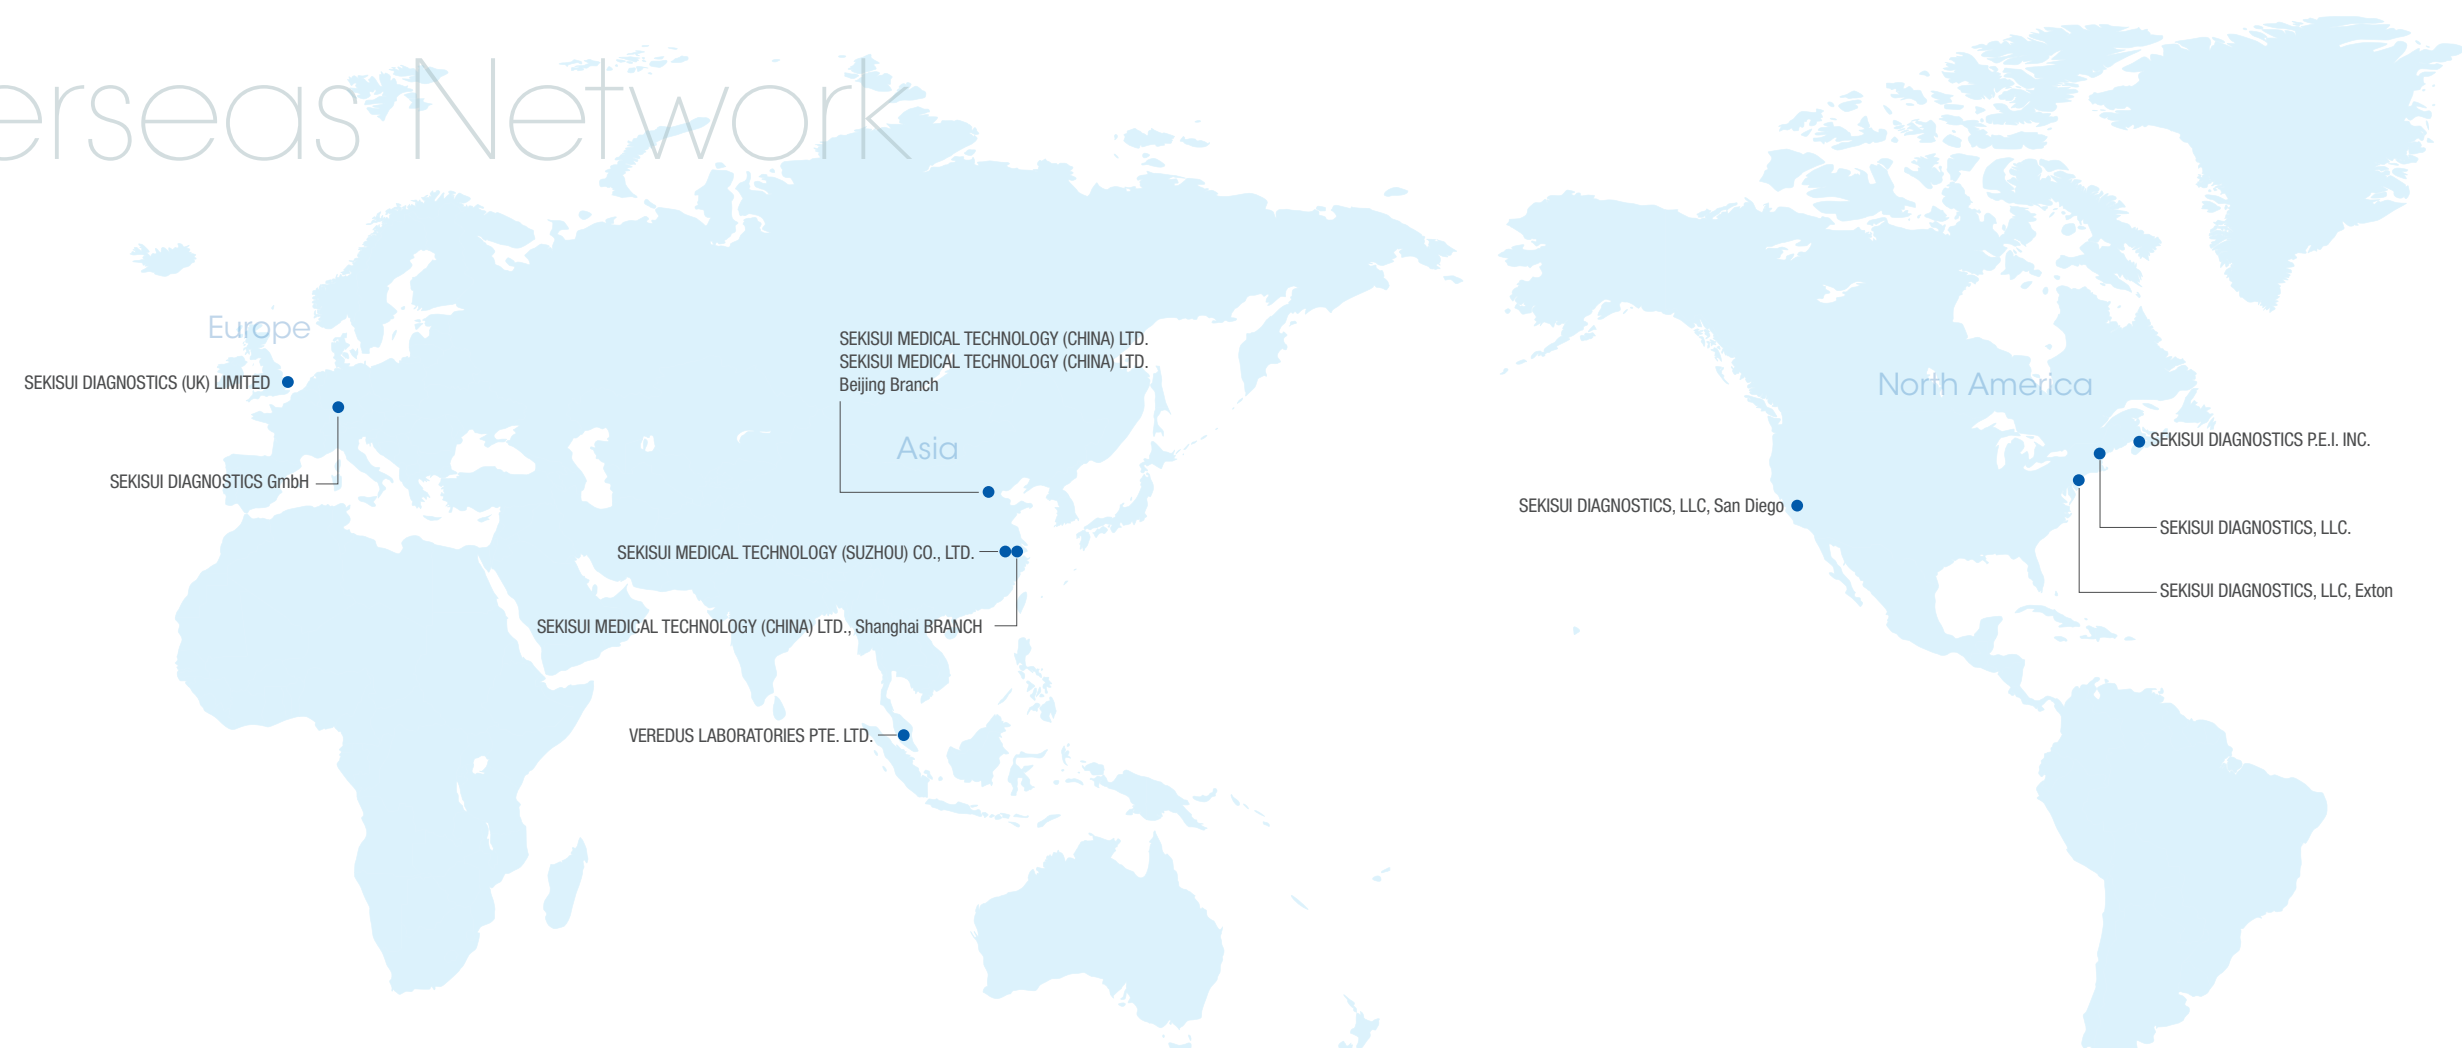 erseas Network
Europe
SEKISUI DIAGNOSTICS (UK) LIMITED
SEKISUI DIAGNOSTICS GmbH
SEKISUI MEDICAL TECHNOLOGY (CHINA) LTD.
SEKISUI MEDICAL TECHNOLOGY (CHINA) LTD.
Beijing Branch
Asia
SEKISUI MEDICAL TECHNOLOGY (SUZHOU) CO., LTD.
SEKISUI MEDICAL TECHNOLOGY (CHINA) LTD., Shanghai BRANCH
VEREDUS LABORATORIES PTE. LTD.
North America
SEKISUI DIAGNOSTICS P.E.I. INC.
SEKISUI DIAGNOSTICS, LLC, San Diego
SEKISUI DIAGNOSTICS, LLC.
SEKISUI DIAGNOSTICS, LLC, Exton